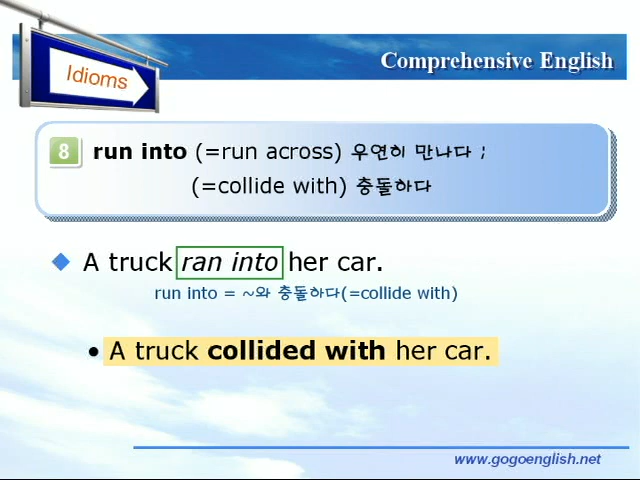 Comprehensive English
Idioms
8 run into (=run across) 우연히 만나다 ;
(=collide with) 충돌하다
◆ A truck ran into her car.
run into = ~와 충돌하다(=collide with)
• A truck collided with her car.
www.gogoenglish.net